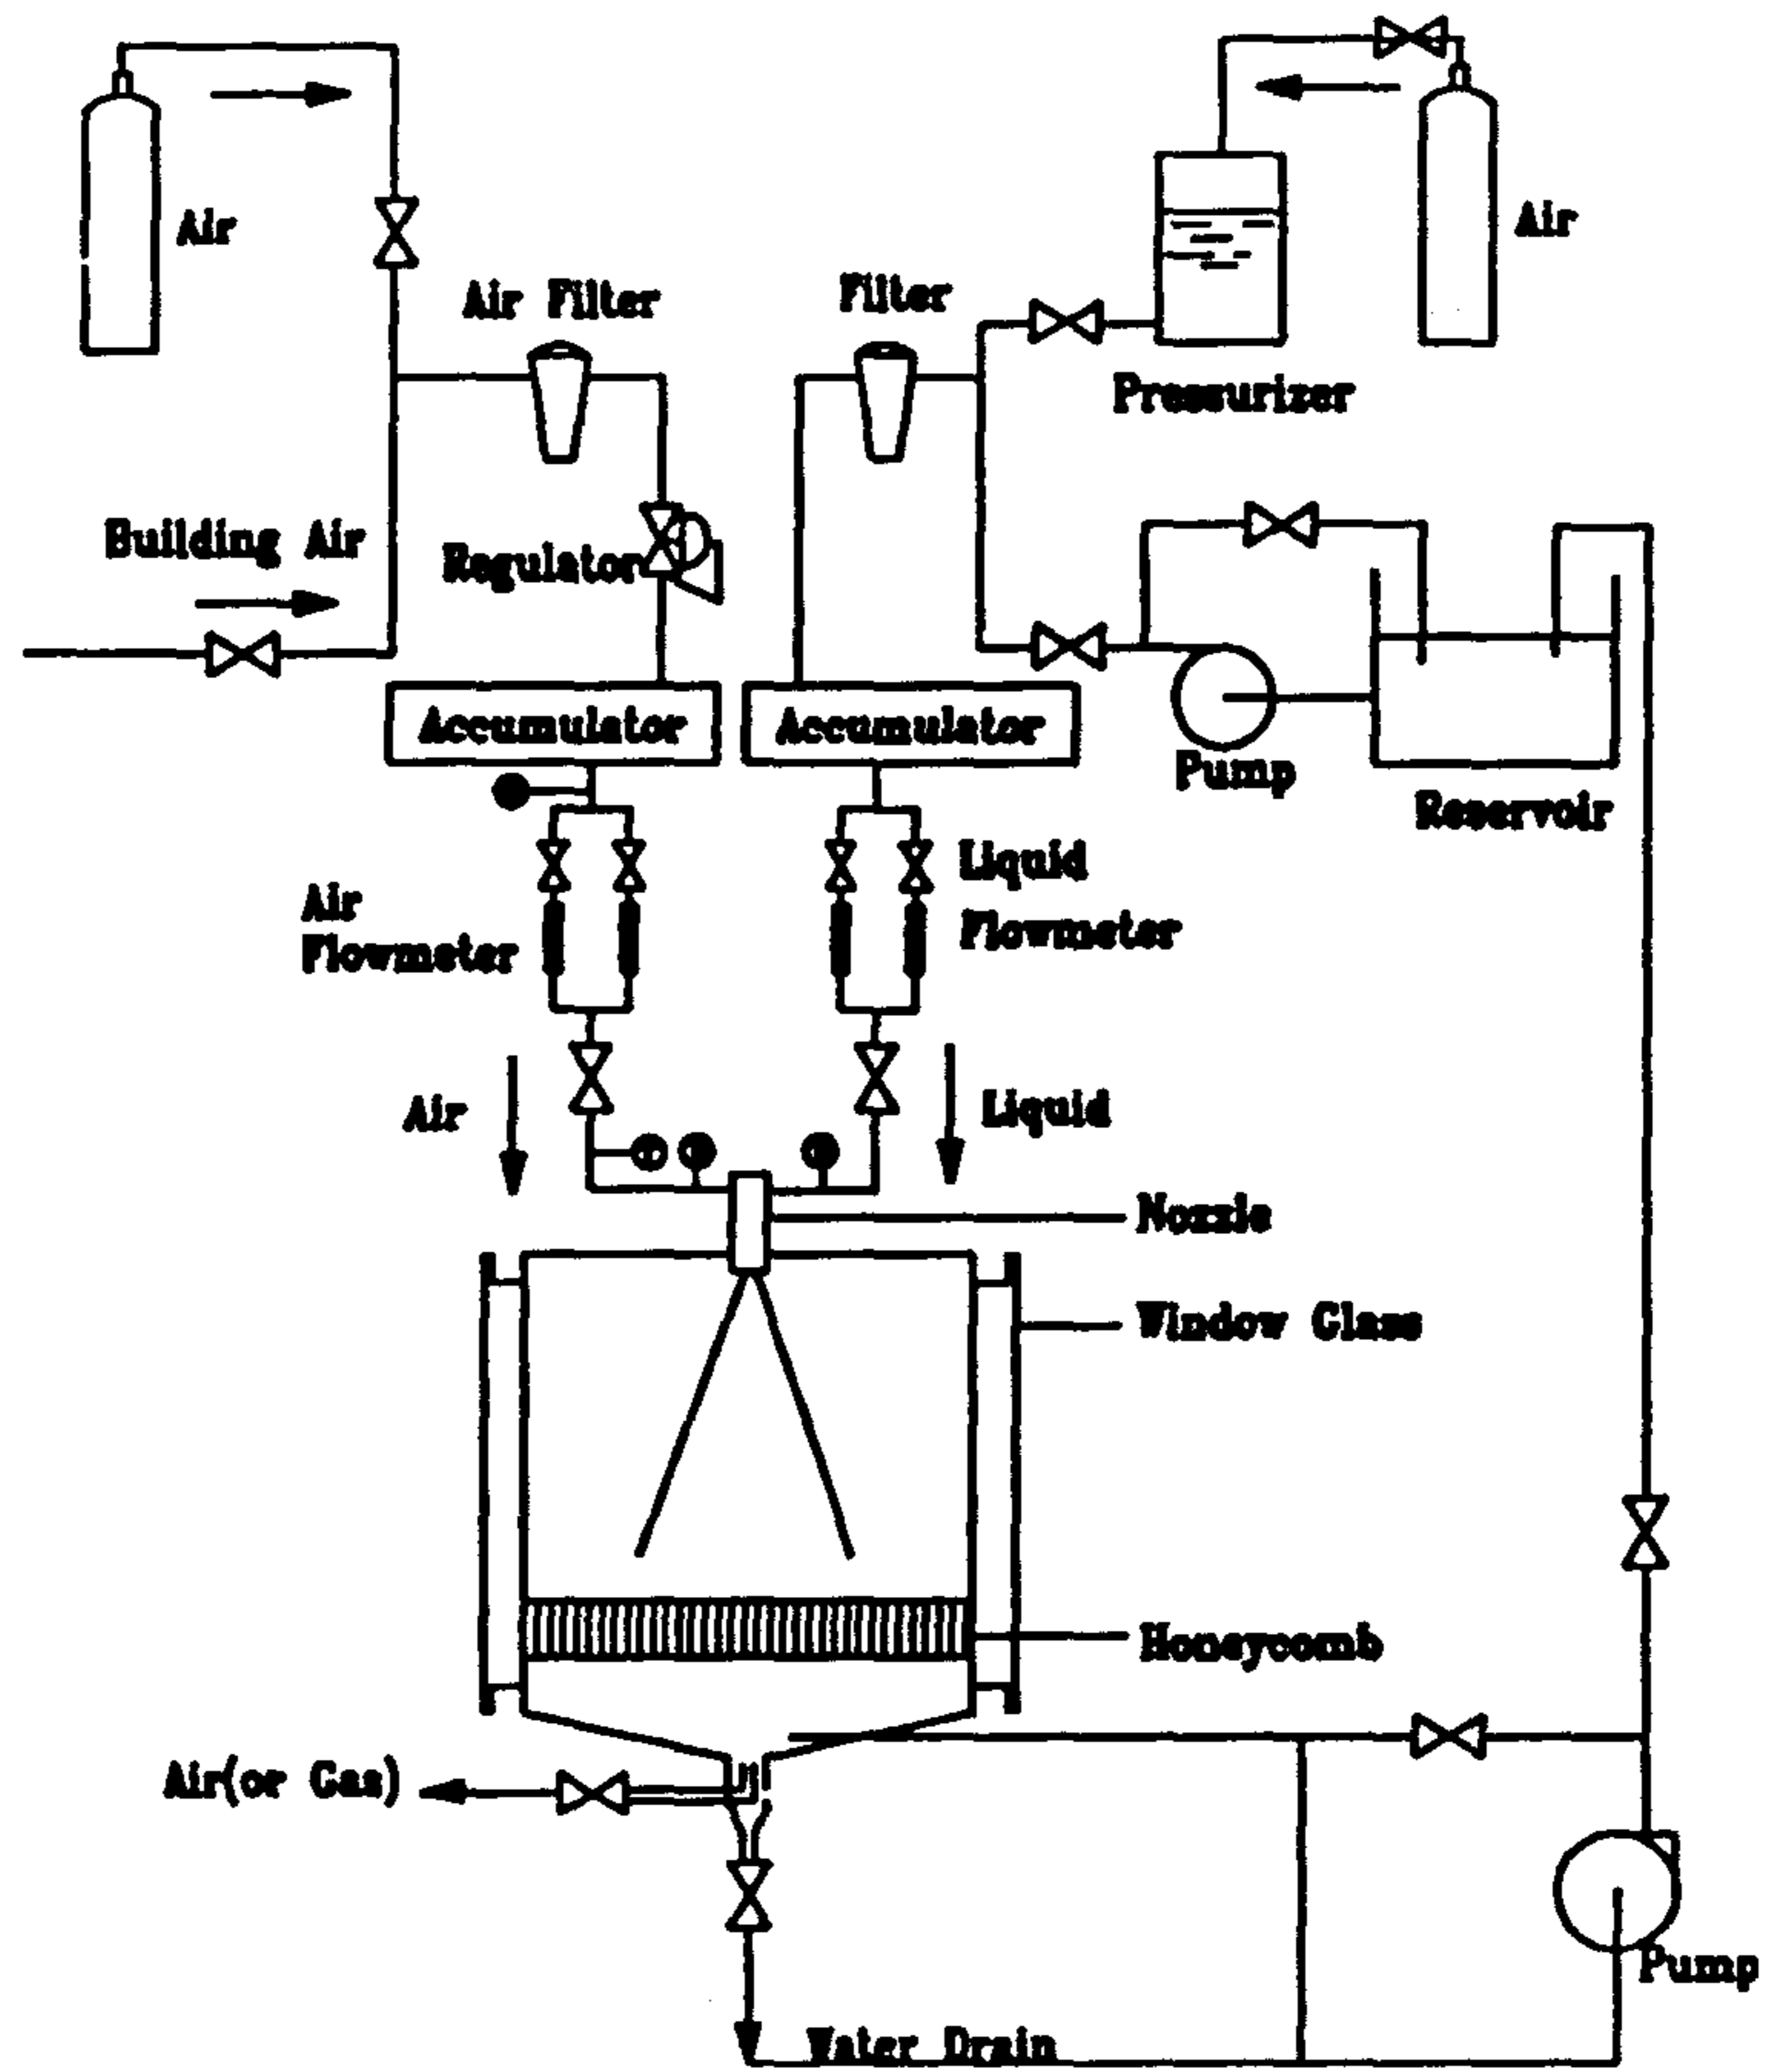 Air
Air
Air Filter
Filter
Pressurizer
Building Air
Regulator
Accumulator
Accumulator
Pump
Reservoir
Liquid
Flowmeter
Air
Flowmeter
Air
Liquid
Nozzle
Window Glass
Honeycomb
Air(or Gas)
Pump
Water Drain